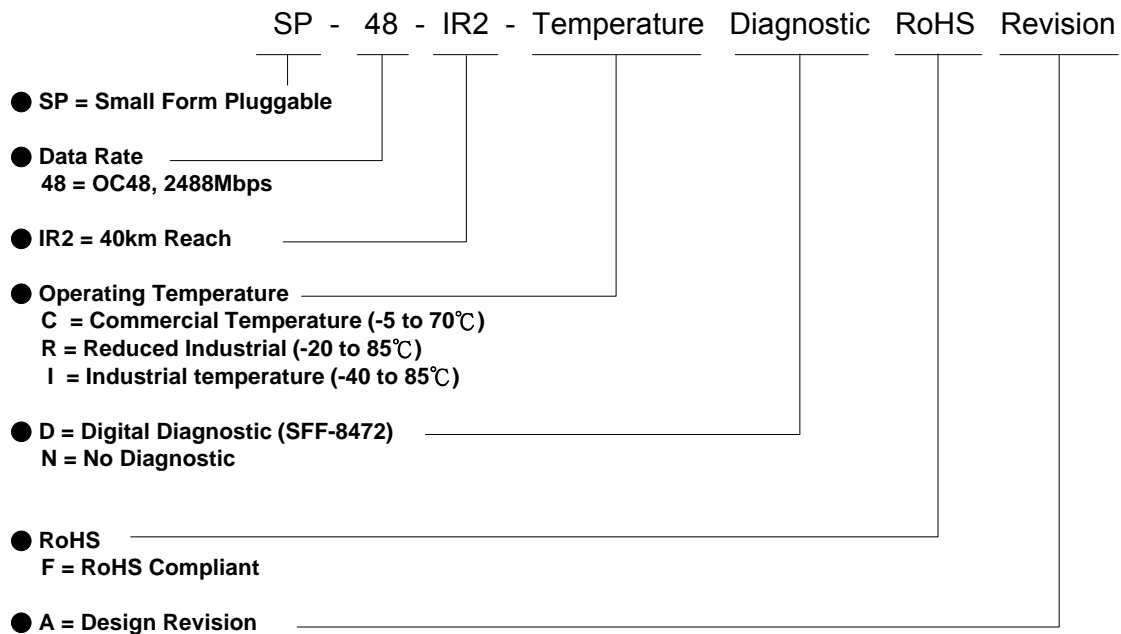 SP - 48 - IR2 - Temperature Diagnostic RoHS Revision
● SP = Small Form Pluggable
● Data Rate
48 = OC48, 2488Mbps
● IR2 = 40km Reach
● Operating Temperature
C = Commercial Temperature (-5 to 70℃)
R = Reduced Industrial (-20 to 85℃)
I = Industrial temperature (-40 to 85℃)
● D = Digital Diagnostic (SFF-8472)
N = No Diagnostic
● RoHS
F = RoHS Compliant
● A = Design Revision